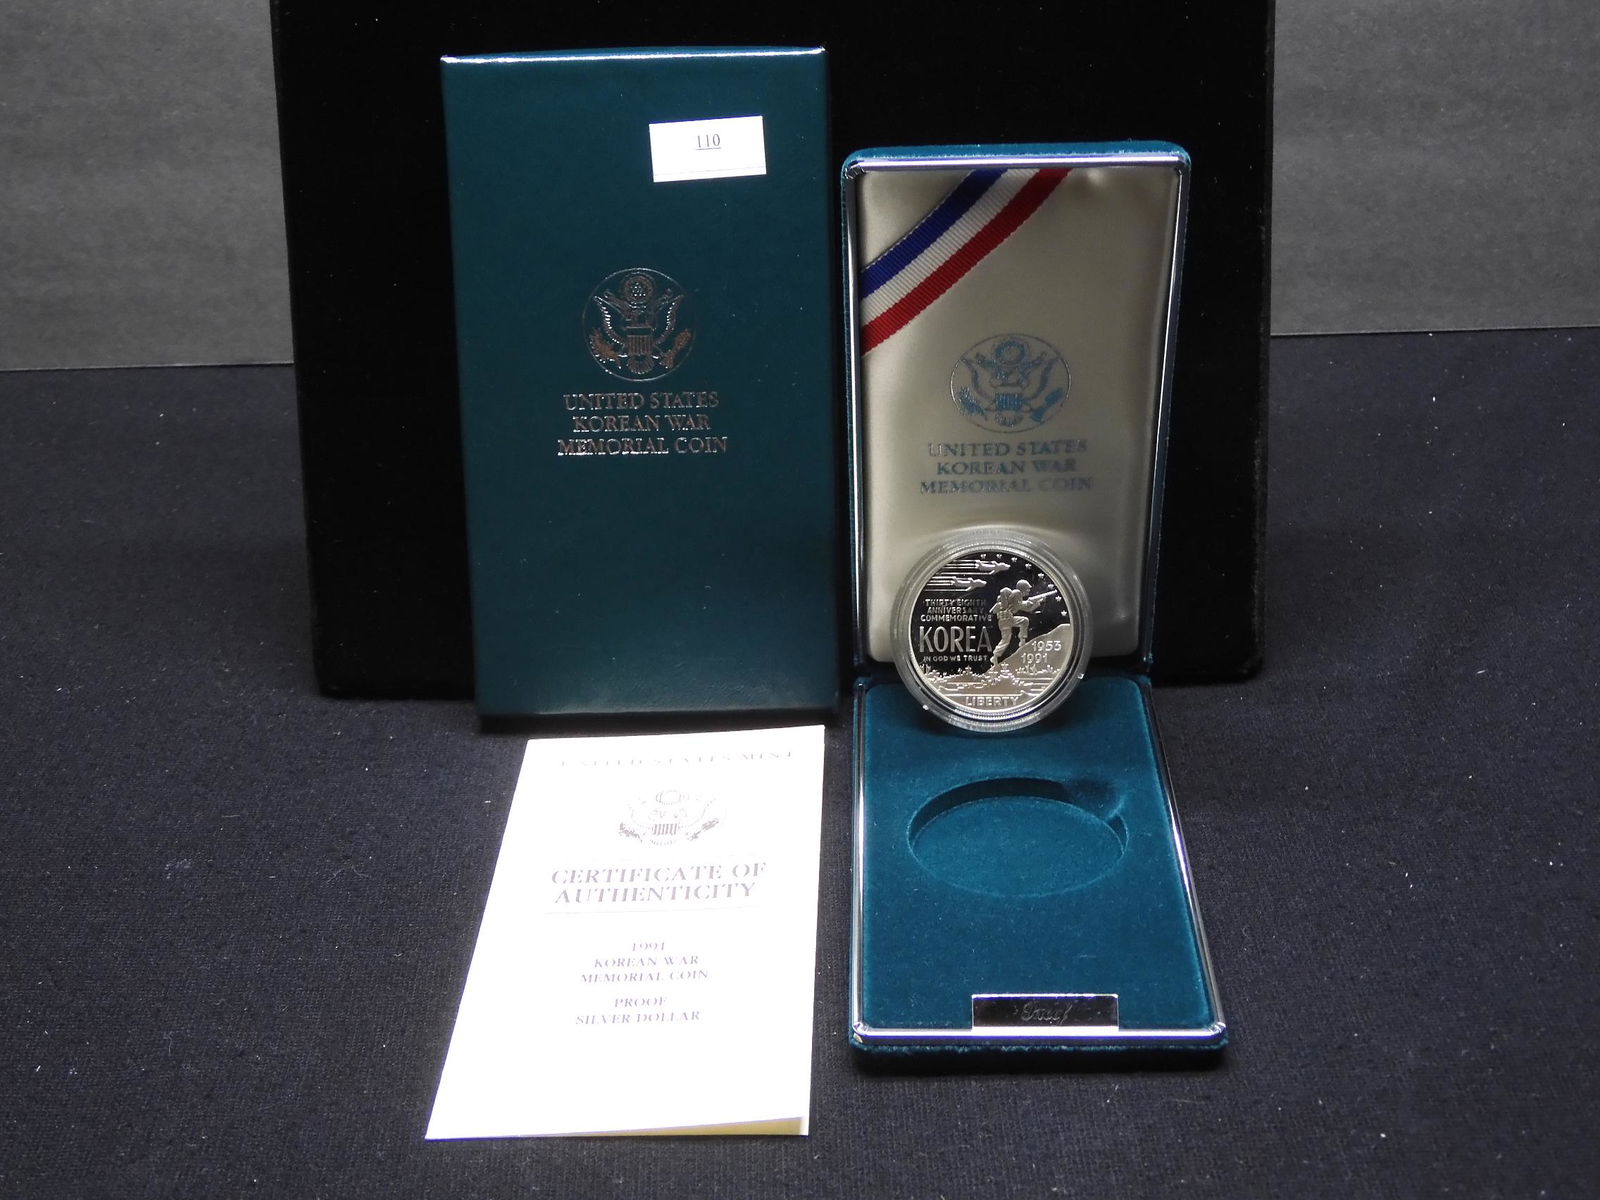 110
UNITED STATES
KOREAN WAR
MEMORIAL COIN
UNITED STATES
KOREAN WAR
MEMORIAL COIN
THIRTY EIGHTH
ANNIVERSARY
COMMEMORATIVE
KOREA
IN GOD WE TRUST
1953
1991
LIBERTY
UNITED STATES MINT
CERTIFICATE OF
AUTHENTICITY
1991
KOREAN WAR
MEMORIAL COIN
PROOF
SILVER DOLLAR
Proof